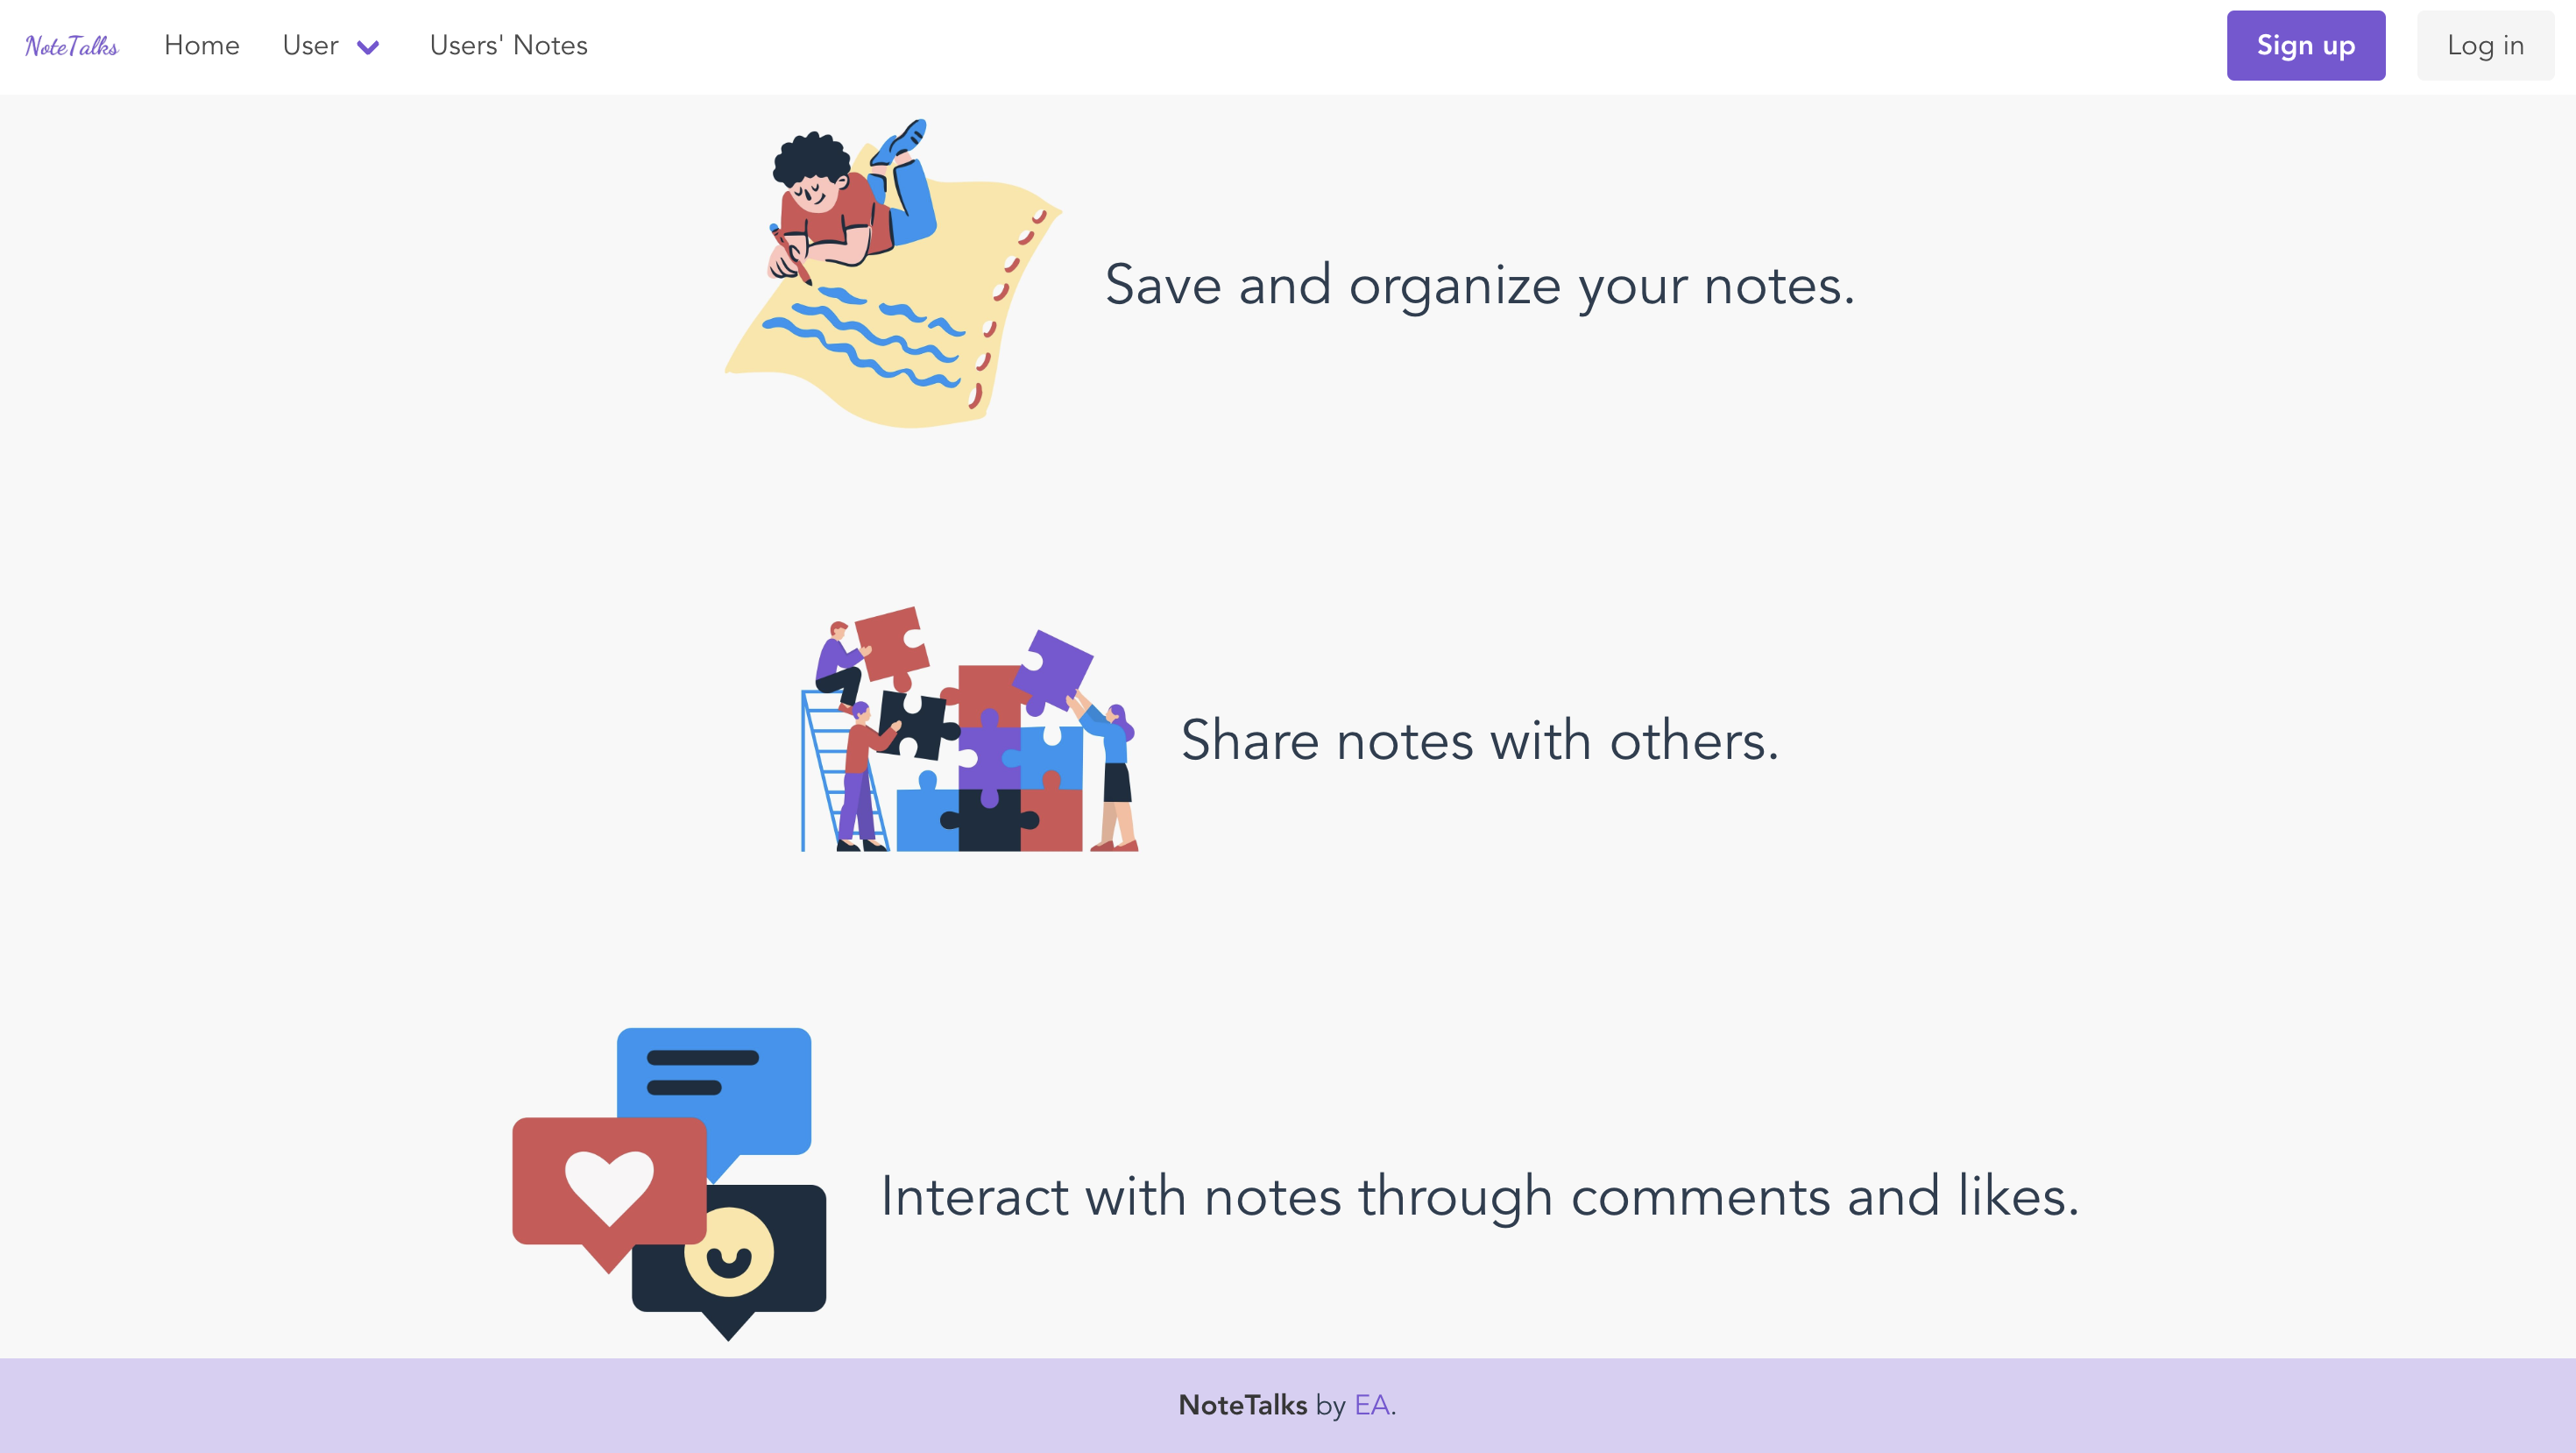 NoteTalks Home User Users' Notes Sign up Log in
Save and organize your notes.
Share notes with others.
Interact with notes through comments and likes.
NoteTalks by EA.